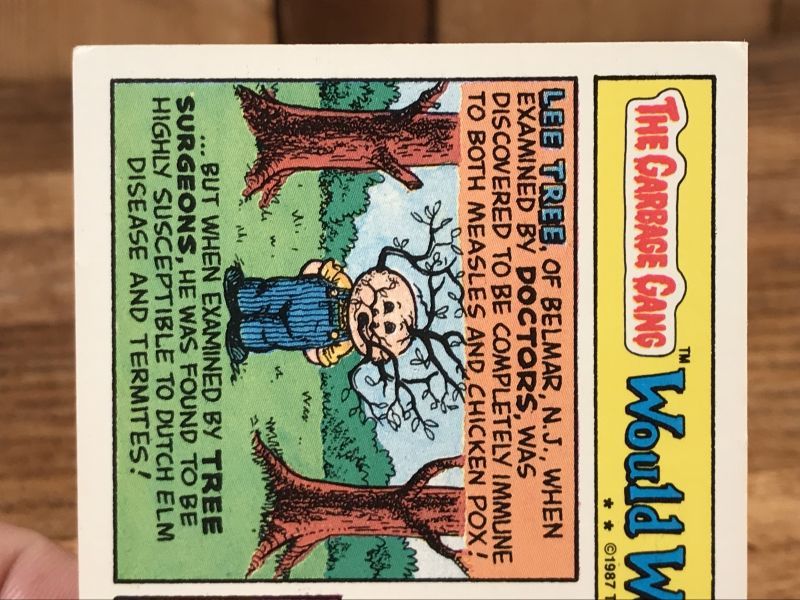 THE GARBAGE GANG™
Would W
** ©1987 T
LEE TREE, OF BELMAR, N.J., WHEN
EXAMINED BY DOCTORS, WAS
DISCOVERED TO BE COMPLETELY IMMUNE
TO BOTH MEASLES AND CHICKEN POX!
...BUT WHEN EXAMINED BY TREE
SURGEONS, HE WAS FOUND TO BE
HIGHLY SUSCEPTIBLE TO DUTCH ELM
DISEASE AND TERMITES!